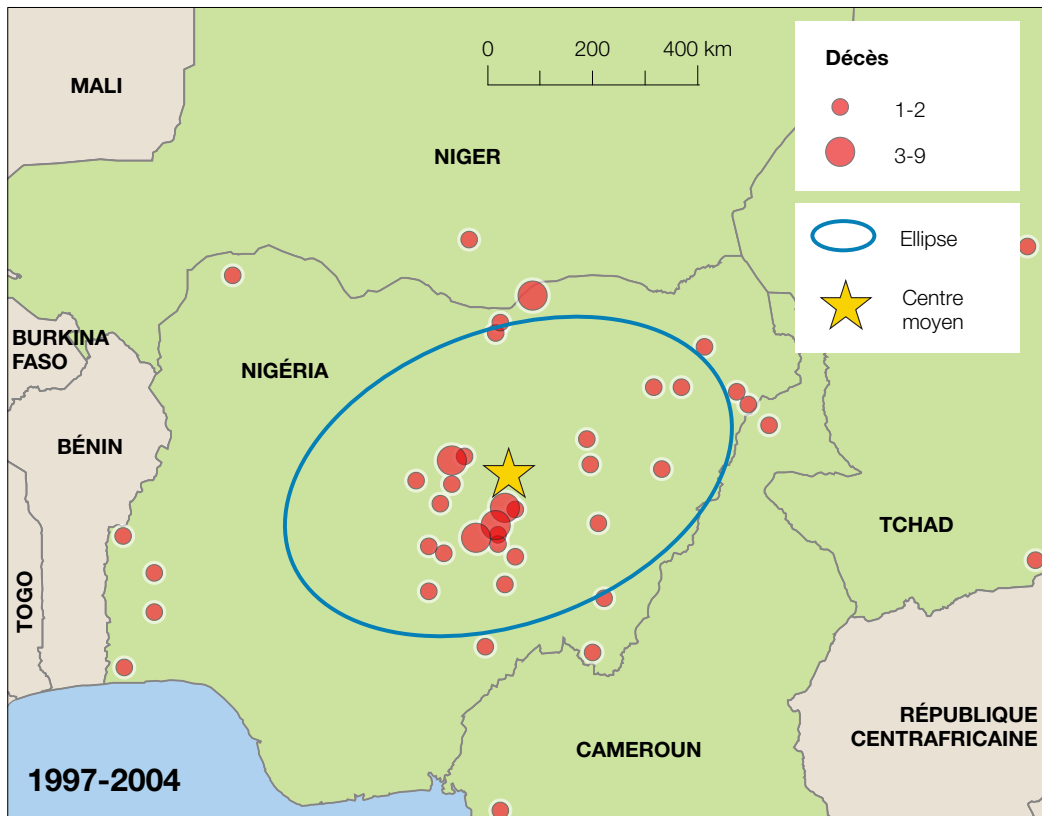 MALI
NIGER
0 200 400 km
Décès
1-2
3-9
Ellipse
Centre
moyen
BURKINA
FASO
NIGÉRIA
BÉNIN
TOGO
TCHAD
RÉPUBLIQUE
CENTRAFRICAINE
CAMEROUN
1997-2004